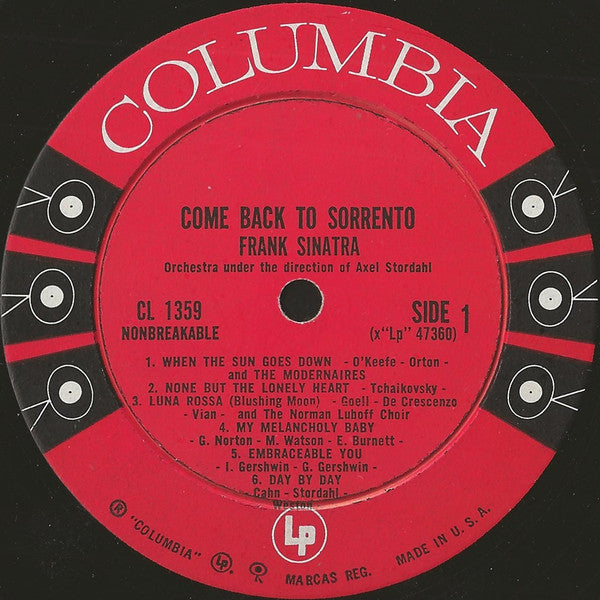 COLUMBIA
COME BACK TO SORRENTO
FRANK SINATRA
Orchestra under the direction of Axel Stordahl
CL 1359
NONBREAKABLE
SIDE 1
(x"Lp" 47360)
1. WHEN THE SUN GOES DOWN - O'Keefe - Orton -
and THE MODERNAIRES
2. NONE BUT THE LONELY HEART - Tchaikovsky -
3. LUNA ROSSA (Blushing Moon) - Goell - De Crescenzo
- Vian - and The Norman Luboff Choir
4. MY MELANCHOLY BABY
- G. Norton - M. Watson - E. Burnett -
5. EMBRACEABLE YOU
- I. Gershwin - G. Gershwin -
6. DAY BY DAY
- Cahn - Stordahl -
Weston
Lp
® "COLUMBIA" Lp ® MARCAS REG. MADE IN U. S. A.